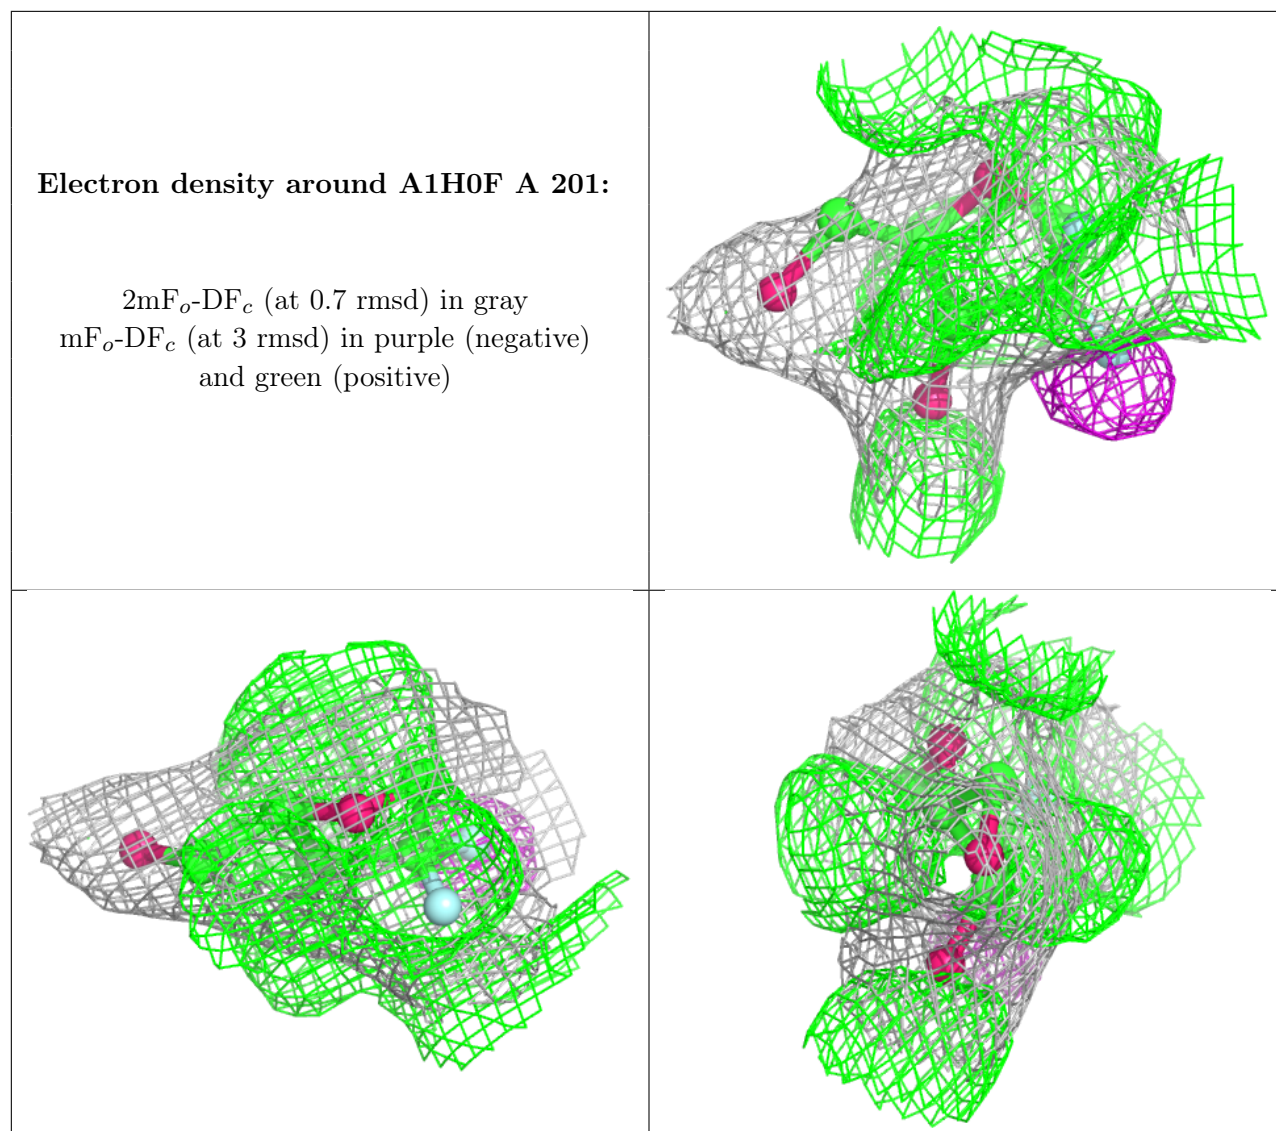 Electron density around A1H0F A 201:
2mFₒ-DF𝒸 (at 0.7 rmsd) in gray
mFₒ-DF𝒸 (at 3 rmsd) in purple (negative)
and green (positive)